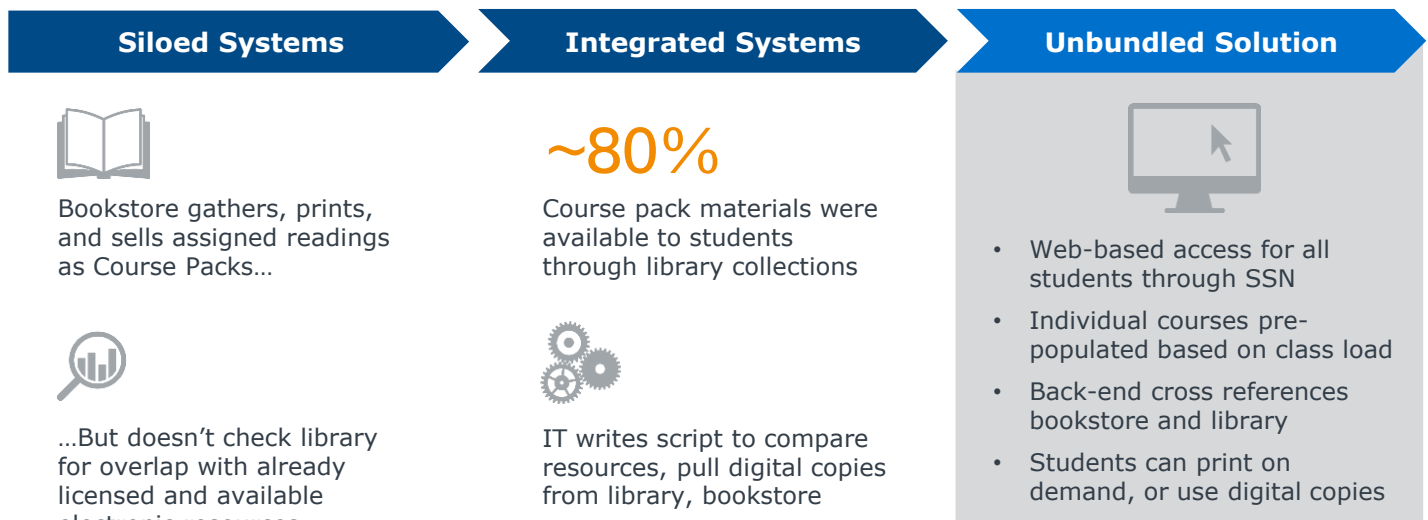 Siloed Systems
Integrated Systems
Unbundled Solution
Bookstore gathers, prints,
and sells assigned readings
as Course Packs…
…But doesn’t check library
for overlap with already
licensed and available
~80%
Course pack materials were
available to students
through library collections
IT writes script to compare
resources, pull digital copies
from library, bookstore
• Web-based access for all
students through SSN
• Individual courses pre-
populated based on class load
• Back-end cross references
bookstore and library
• Students can print on
demand, or use digital copies